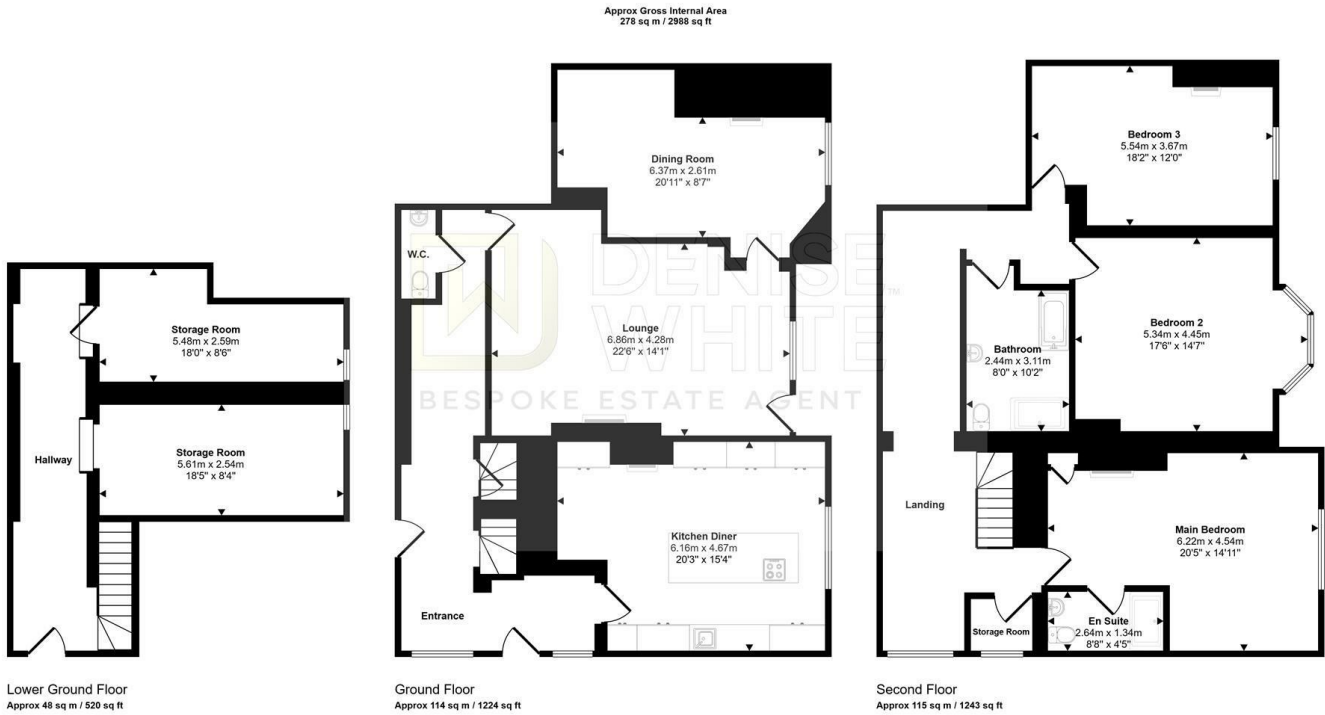 Approx Gross Internal Area
278 sq m / 2988 sq ft
Storage Room
5.48m x 2.59m
18'0" x 8'6"
Storage Room
5.61m x 2.54m
18'5" x 8'4"
Hallway
Lower Ground Floor
Approx 48 sq m / 520 sq ft
Dining Room
6.37m x 2.61m
20'11" x 8'7"
W.C.
Lounge
6.86m x 4.28m
22'6" x 14'1"
Kitchen Diner
6.16m x 4.67m
20'3" x 15'4"
Entrance
Ground Floor
Approx 114 sq m / 1224 sq ft
DENISE
WHITE
™
BESPOKE ESTATE AGENT
Bedroom 3
5.54m x 3.67m
18'2" x 12'0"
Bedroom 2
5.34m x 4.45m
17'6" x 14'7"
Bathroom
2.44m x 3.11m
8'0" x 10'2"
Landing
Main Bedroom
6.22m x 4.54m
20'5" x 14'11"
Storage Room
En Suite
2.64m x 1.34m
8'8" x 4'5"
Second Floor
Approx 115 sq m / 1243 sq ft